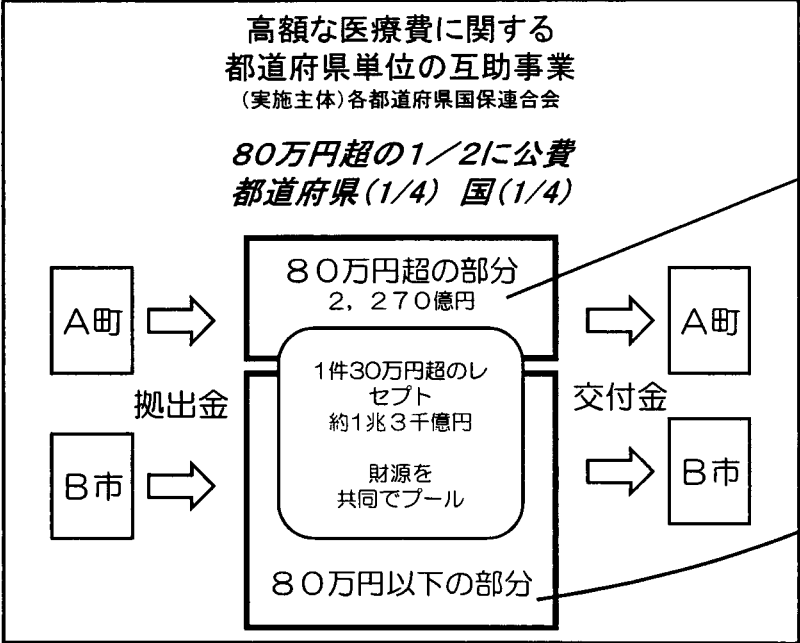 高額な医療費に関する
都道府県単位の互助事業
（実施主体）各都道府県国保連合会
８０万円超の１／２に公費
都道府県(1/4) 国(1/4)
８０万円超の部分
２，２７０億円
A町
A町
1件30万円超のレ
セプト
約1兆３千億円
拠出金
交付金
財源を
共同でプール
B市
B市
８０万円以下の部分